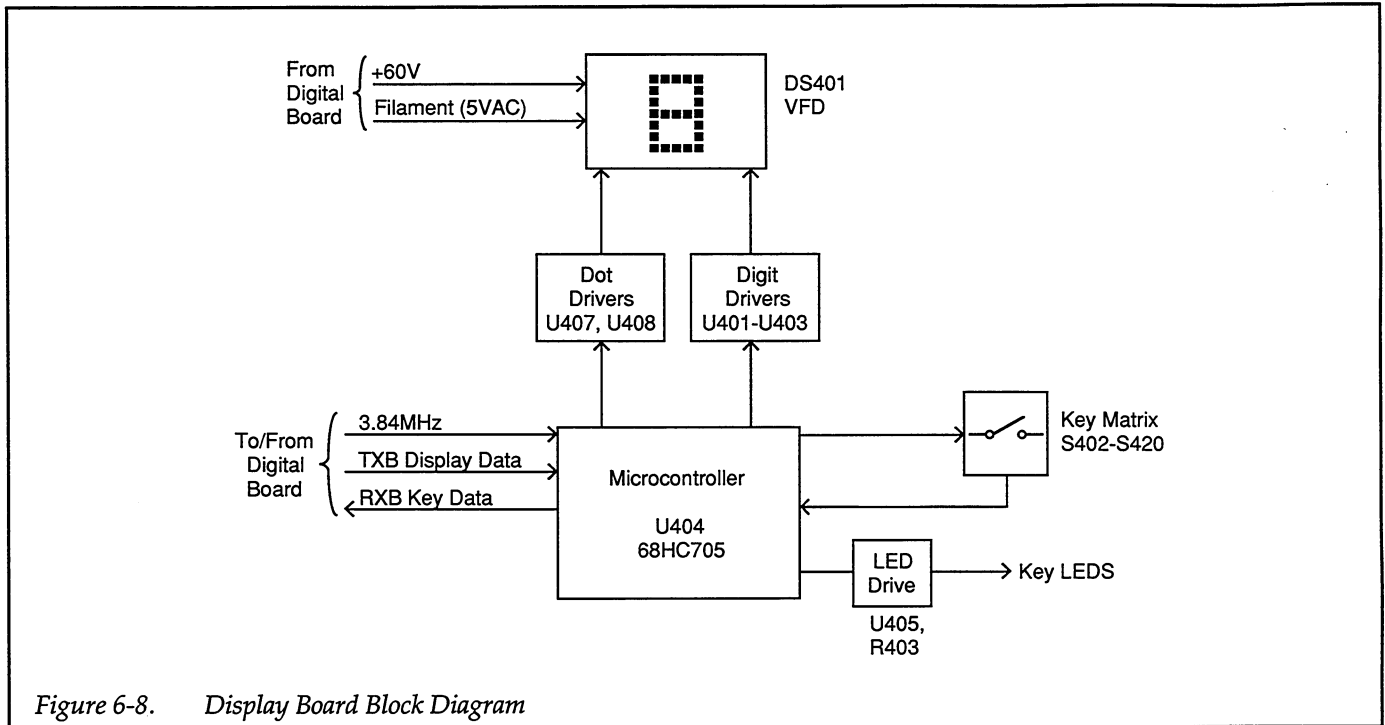 From
Digital
Board
+60V
Filament (5VAC)
DS401
VFD
Dot
Drivers
U407, U408
Digit
Drivers
U401-U403
To/From
Digital
Board
3.84MHz
TXB Display Data
RXB Key Data
Microcontroller
U404
68HC705
Key Matrix
S402-S420
LED
Drive
Key LEDS
U405,
R403
Figure 6-8. Display Board Block Diagram